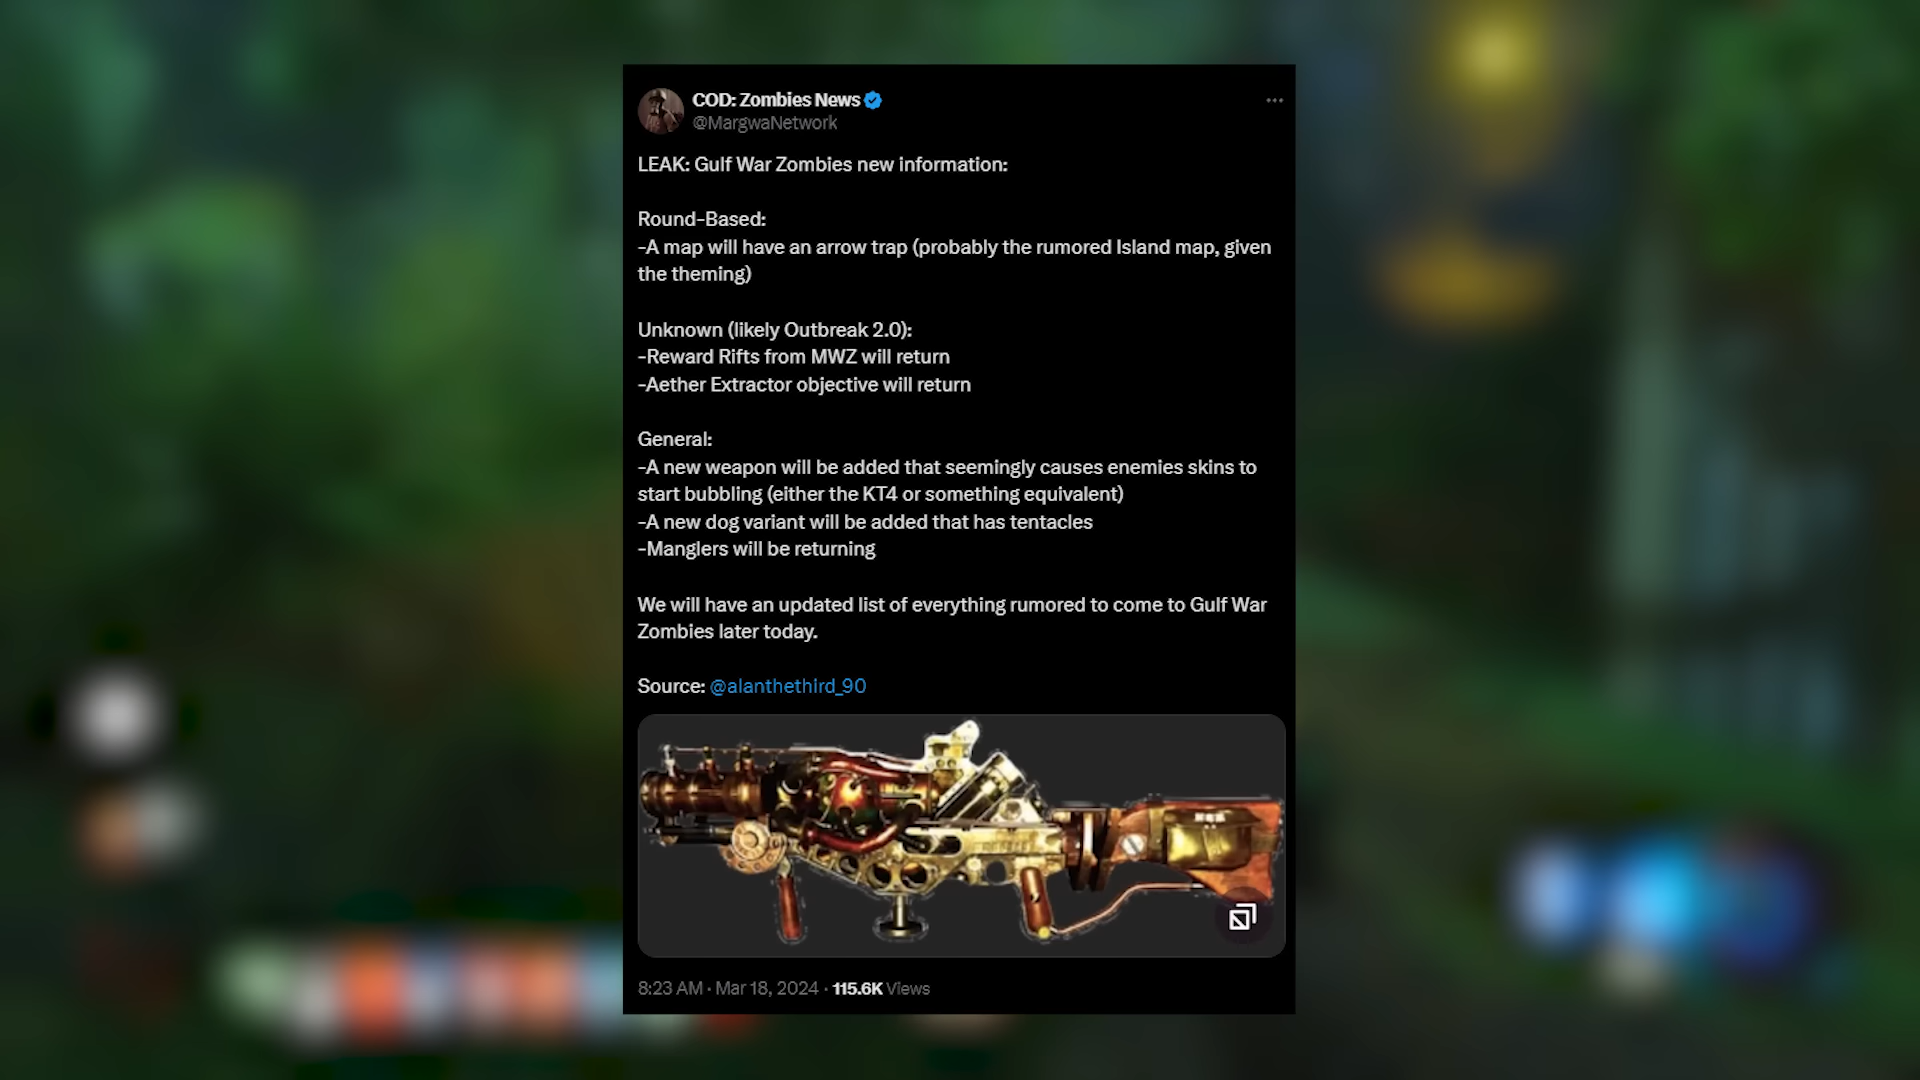 COD: Zombies News
@MargwaNetwork
LEAK: Gulf War Zombies new information:
Round-Based:
-A map will have an arrow trap (probably the rumored Island map, given
the theming)
Unknown (likely Outbreak 2.0):
-Reward Rifts from MWZ will return
-Aether Extractor objective will return
General:
-A new weapon will be added that seemingly causes enemies skins to
start bubbling (either the KT4 or something equivalent)
-A new dog variant will be added that has tentacles
-Manglers will be returning
We will have an updated list of everything rumored to come to Gulf War
Zombies later today.
Source: @alanthethird_90
8:23 AM · Mar 18, 2024 · 115.6K Views